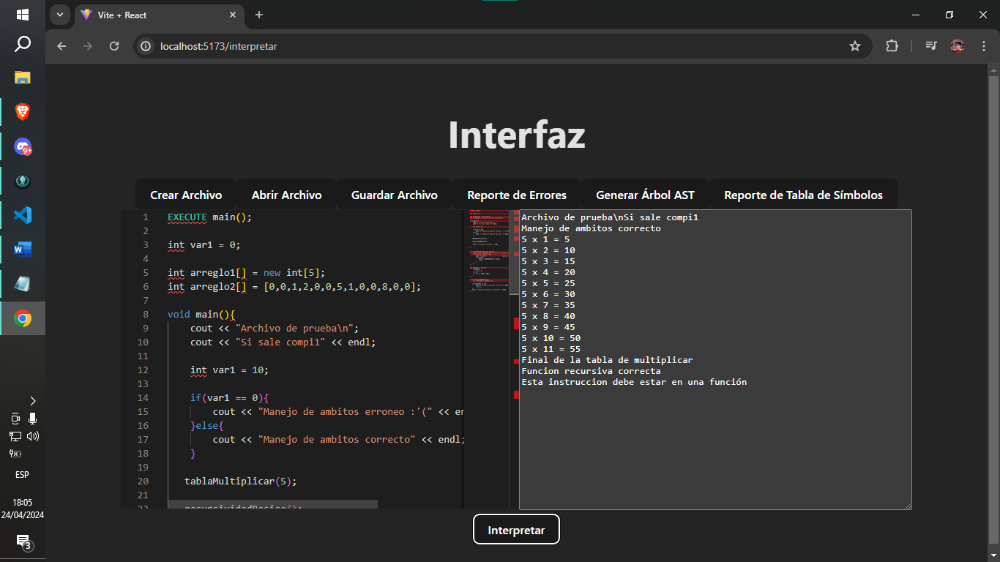 Vite + React
localhost:5173/interpretar
Interfaz
Crear Archivo
Abrir Archivo
Guardar Archivo
Reporte de Errores
Generar Árbol AST
Reporte de Tabla de Símbolos
1 EXECUTE main();
2
3 int var1 = 0;
4
5 int arreglo1[] = new int[5];
6 int arreglo2[] = [0,0,1,2,0,0,5,1,0,0,8,0,0];
7
8 void main(){
9 cout << "Archivo de prueba\n";
10 cout << "Si sale compi1" << endl;
11
12 int var1 = 10;
13
14 if(var1 == 0){
15 cout << "Manejo de ambitos erroneo :'(" << en
16 }else{
17 cout << "Manejo de ambitos correcto" << endl;
18 }
19
20 tablaMultiplicar(5);
21
22 recursividadBasica();
Archivo de prueba\nSi sale compi1
Manejo de ambitos correcto
5 x 1 = 5
5 x 2 = 10
5 x 3 = 15
5 x 4 = 20
5 x 5 = 25
5 x 6 = 30
5 x 7 = 35
5 x 8 = 40
5 x 9 = 45
5 x 10 = 50
5 x 11 = 55
Final de la tabla de multiplicar
Funcion recursiva correcta
Esta instruccion debe estar en una función
Interpretar
9+
ESP
18:05
24/04/2024
3